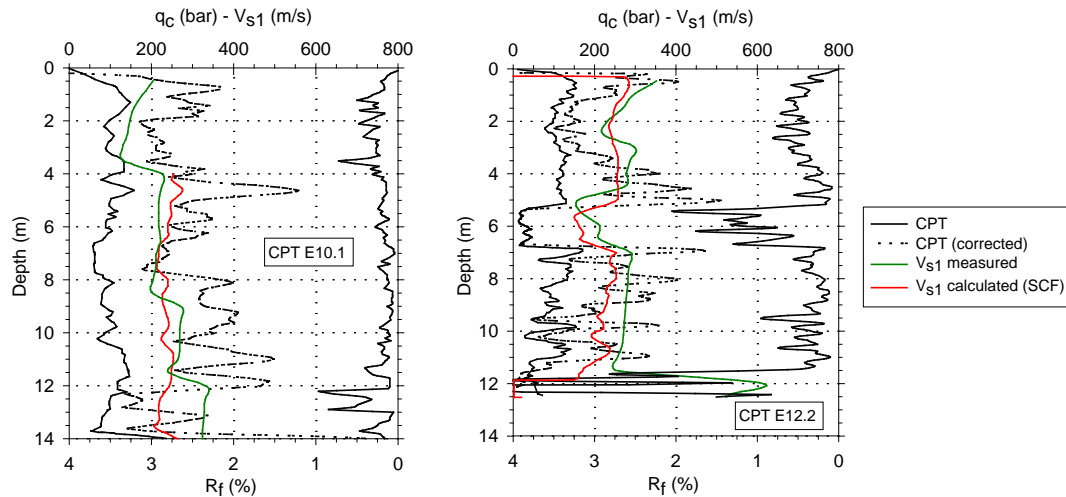 q_c (bar) - V_s1 (m/s)
0 200 400 600 800
0
2
4
6
8
10
12
14
Depth (m)
CPT E10.1
4 3 2 1 0
R_f (%)
q_c (bar) - V_s1 (m/s)
0 200 400 600 800
0
2
4
6
8
10
12
14
Depth (m)
CPT E12.2
4 3 2 1 0
R_f (%)
CPT
CPT (corrected)
V_s1 measured
V_s1 calculated (SCF)